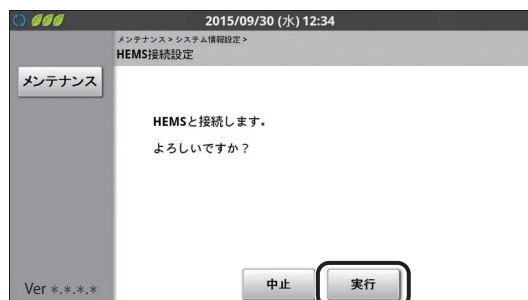 2015/09/30 (水) 12:34
メンテナンス > システム情報設定 >
HEMS接続設定
メンテナンス
HEMSと接続します。
よろしいですか？
中止
実行
Ver *.*.*.*